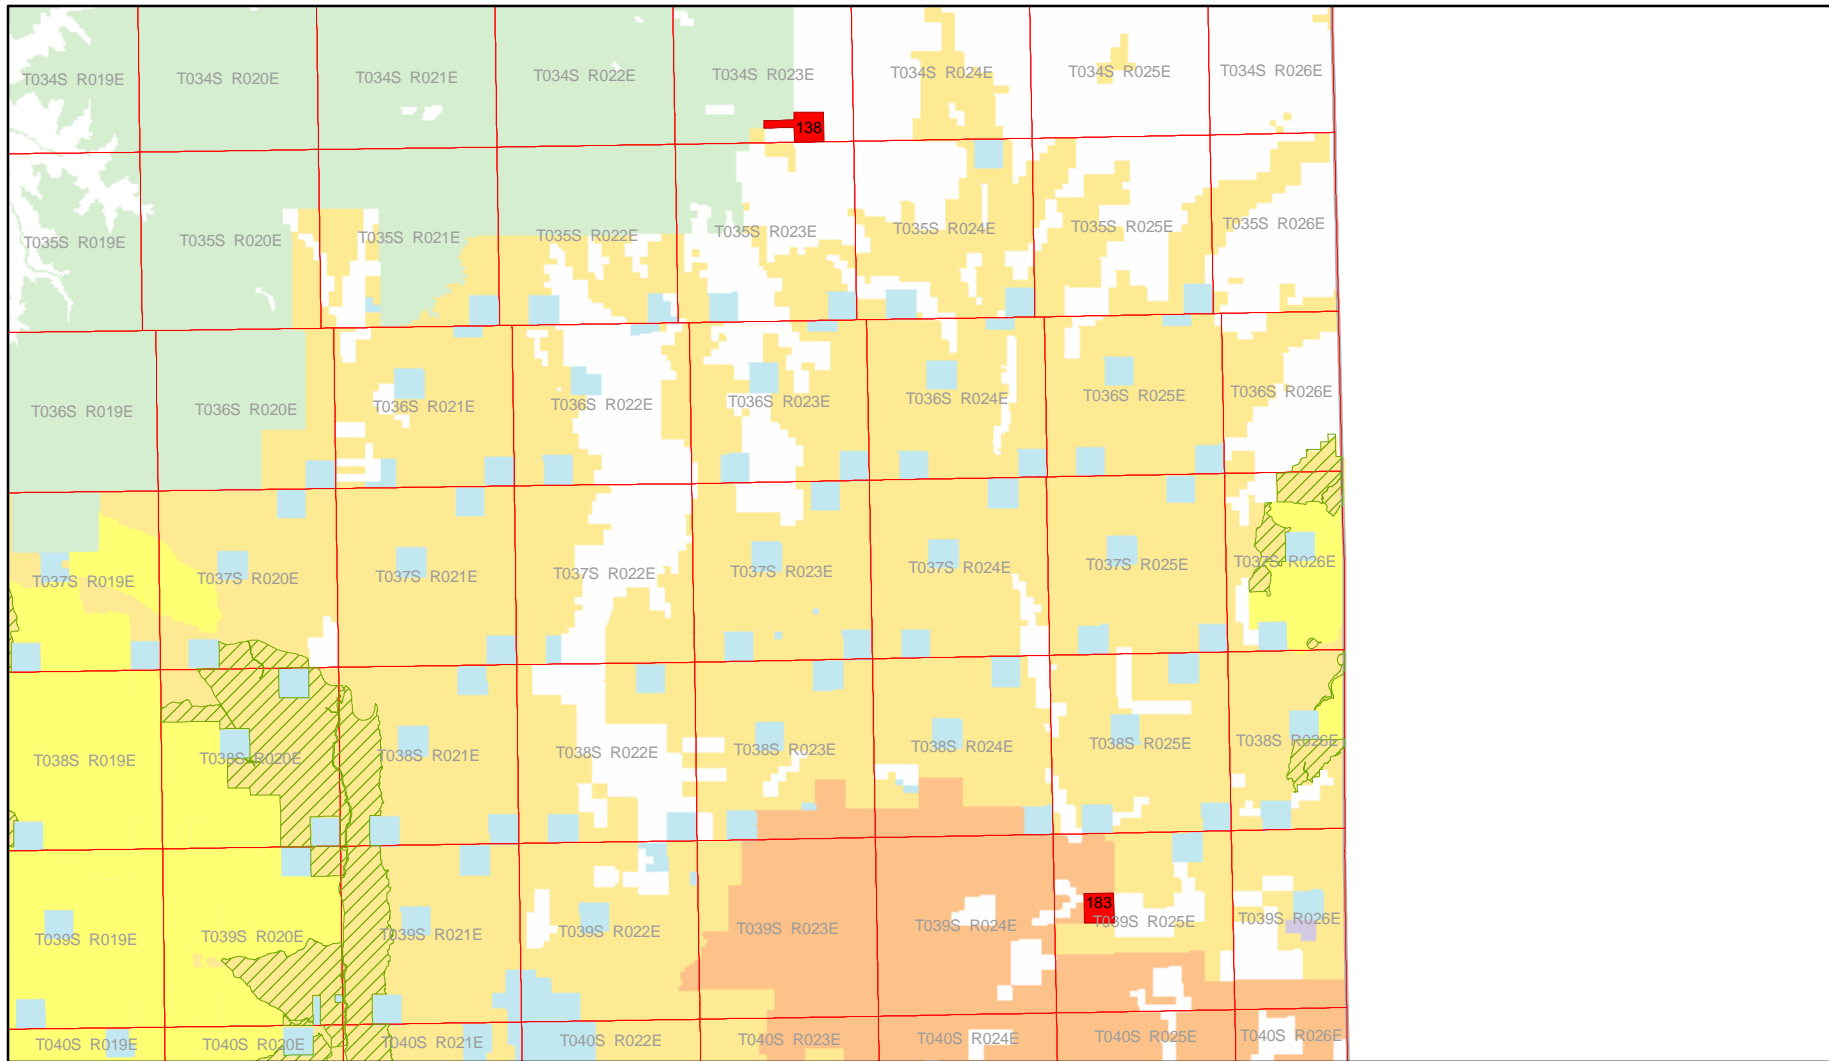 T034S R019E
T034S R020E
T034S R021E
T034S R022E
T034S R023E
T034S R024E
T034S R025E
T034S R026E
138
T035S R019E
T035S R020E
T035S R021E
T035S R022E
T035S R023E
T035S R024E
T035S R025E
T035S R026E
T036S R019E
T036S R020E
T036S R021E
T036S R022E
T036S R023E
T036S R024E
T036S R025E
T036S R026E
T037S R019E
T037S R020E
T037S R021E
T037S R022E
T037S R023E
T037S R024E
T037S R025E
T037S R026E
T038S R019E
T038S R020E
T038S R021E
T038S R022E
T038S R023E
T038S R024E
T038S R025E
T038S R026E
183
T039S R019E
T039S R020E
T039S R021E
T039S R022E
T039S R023E
T039S R024E
T039S R025E
T039S R026E
T040S R019E
T040S R020E
T040S R021E
T040S R022E
T040S R023E
T040S R024E
T040S R025E
T040S R026E